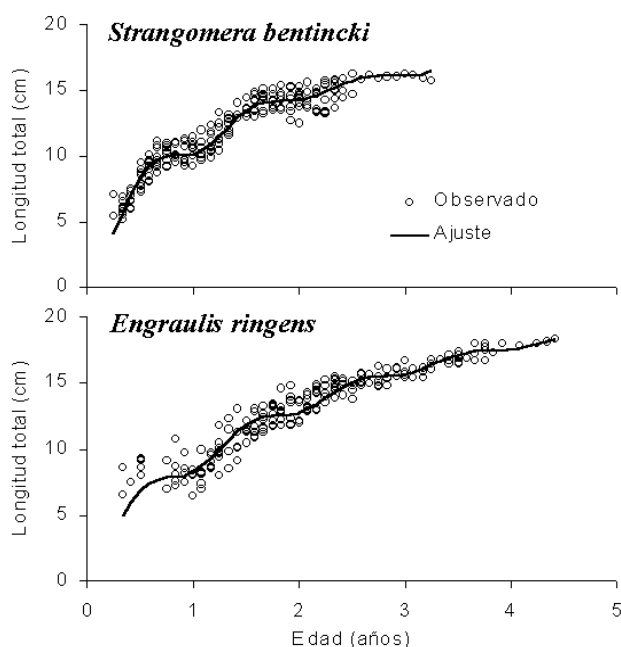 Strangomera bentincki
20
15
10
5
0
Longitud total (cm)
Observado
Ajuste
Engraulis ringens
20
15
10
5
0
Longitud total (cm)
0 1 2 3 4 5
Edad (años)